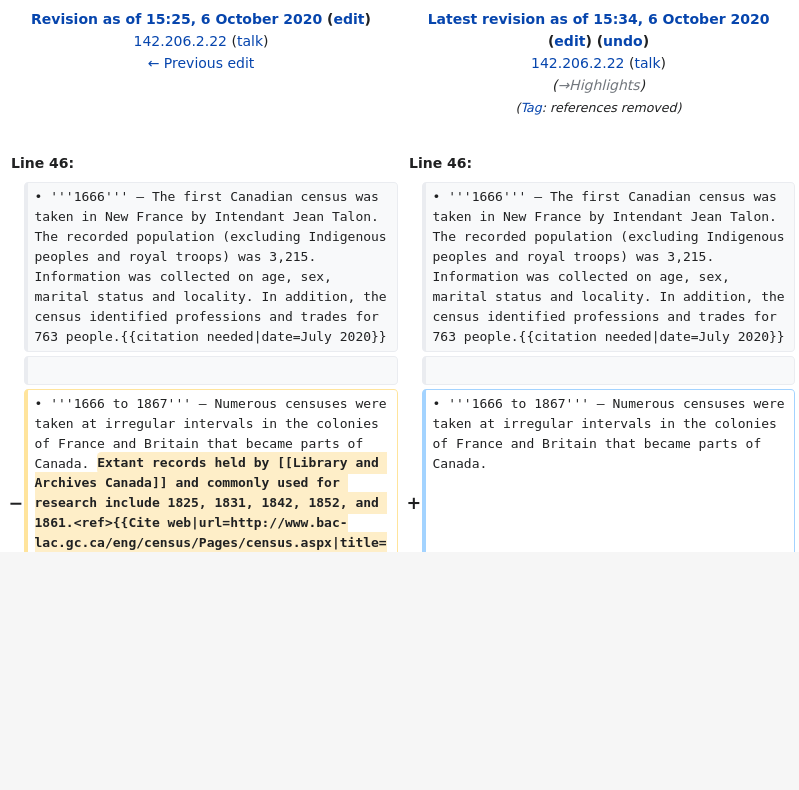 Revision as of 15:25, 6 October 2020 (edit)
142.206.2.22 (talk)
← Previous edit
Latest revision as of 15:34, 6 October 2020
(edit) (undo)
142.206.2.22 (talk)
(→Highlights)
(Tag: references removed)
Line 46:
• '''1666''' — The first Canadian census was
taken in New France by Intendant Jean Talon.
The recorded population (excluding Indigenous
peoples and royal troops) was 3,215.
Information was collected on age, sex,
marital status and locality. In addition, the
census identified professions and trades for
763 people.{{citation needed|date=July 2020}}
− • '''1666 to 1867''' — Numerous censuses were
taken at irregular intervals in the colonies
of France and Britain that became parts of
Canada. Extant records held by [[Library and
Archives Canada]] and commonly used for
research include 1825, 1831, 1842, 1852, and
1861.<ref>{{Cite web|url=http://www.bac-
lac.gc.ca/eng/census/Pages/census.aspx|title=
Line 46:
• '''1666''' — The first Canadian census was
taken in New France by Intendant Jean Talon.
The recorded population (excluding Indigenous
peoples and royal troops) was 3,215.
Information was collected on age, sex,
marital status and locality. In addition, the
census identified professions and trades for
763 people.{{citation needed|date=July 2020}}
+ • '''1666 to 1867''' — Numerous censuses were
taken at irregular intervals in the colonies
of France and Britain that became parts of
Canada.